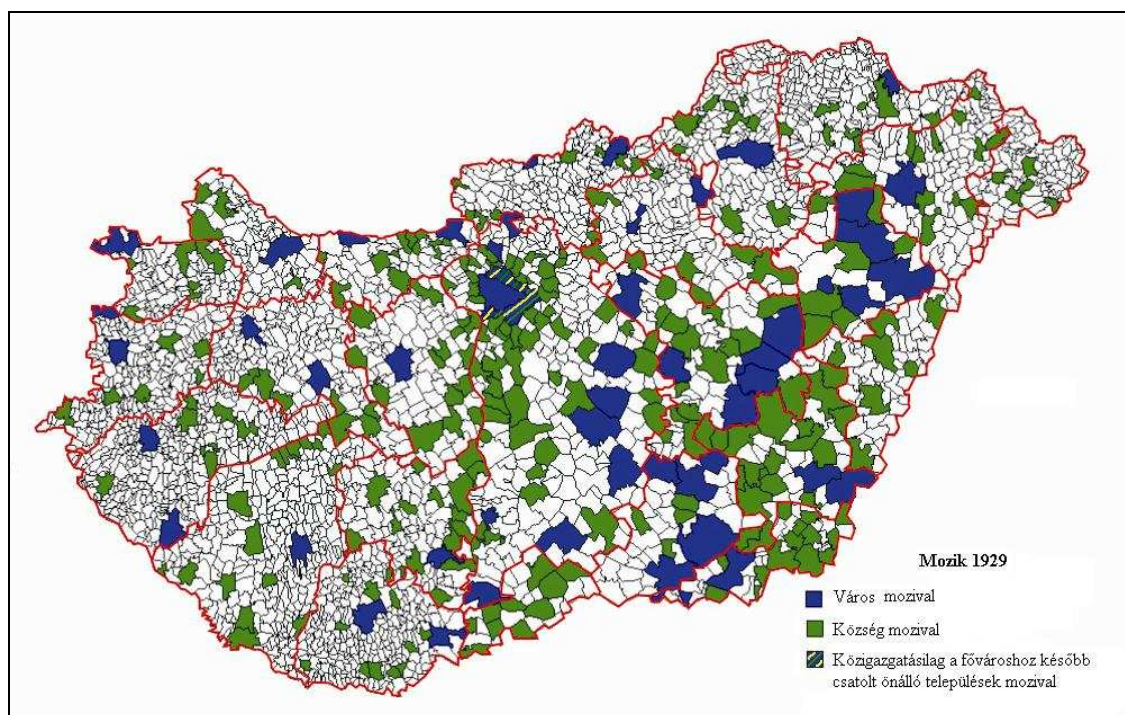 Mozik 1929
Város mozival
Község mozival
Közigazgatásilag a fővároshoz később
csatolt önálló települések mozival